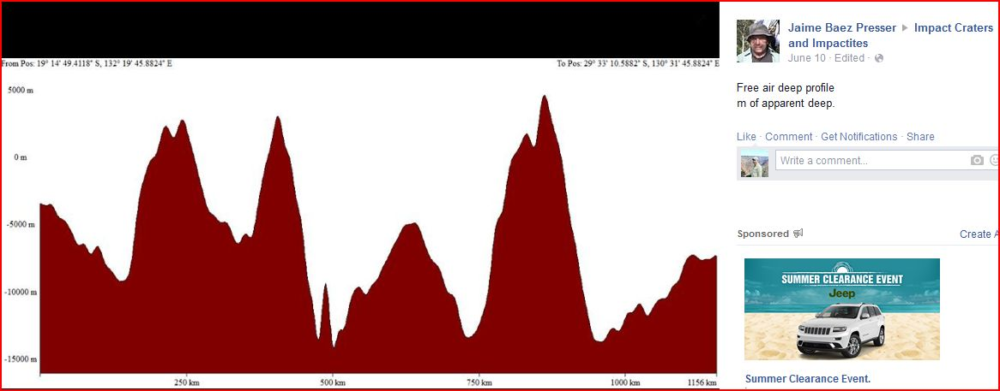 From Pos: 19° 14' 49.4118" S, 132° 19' 45.8824" E
To Pos: 29° 33' 10.5882" S, 130° 31' 45.8824" E
5000 m
0 m
-5000 m
-10000 m
-15000 m
250 km
500 km
750 km
1000 km
1156 km
Jaime Baez Presser ▶ Impact Craters
and Impactites
June 10 · Edited ·
Free air deep profile
m of apparent deep.
Like · Comment · Get Notifications · Share
Write a comment...
Sponsored
Create A
SUMMER CLEARANCE EVENT
Jeep
Summer Clearance Event.